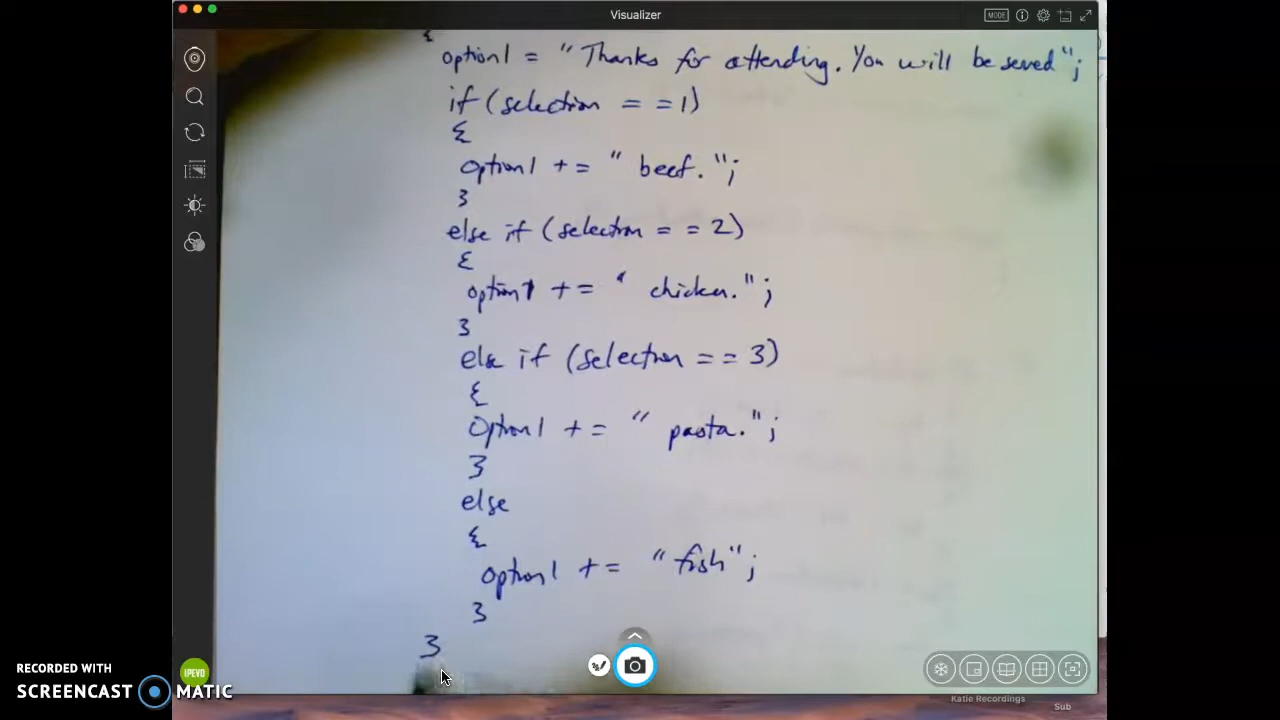 Visualizer
MODE
{
option1 = "Thanks for attending. You will be served";
if (selection = = 1)
{
option1 + = " beef.";
}
else if (selection = = 2)
{
option1 + = " chicken.";
}
else if (selection = = 3)
{
option1 + = " pasta.";
}
else
{
option1 + = "fish";
}
}
RECORDED WITH
SCREENCAST MATIC
IPEVO
Katie Recordings
Sub